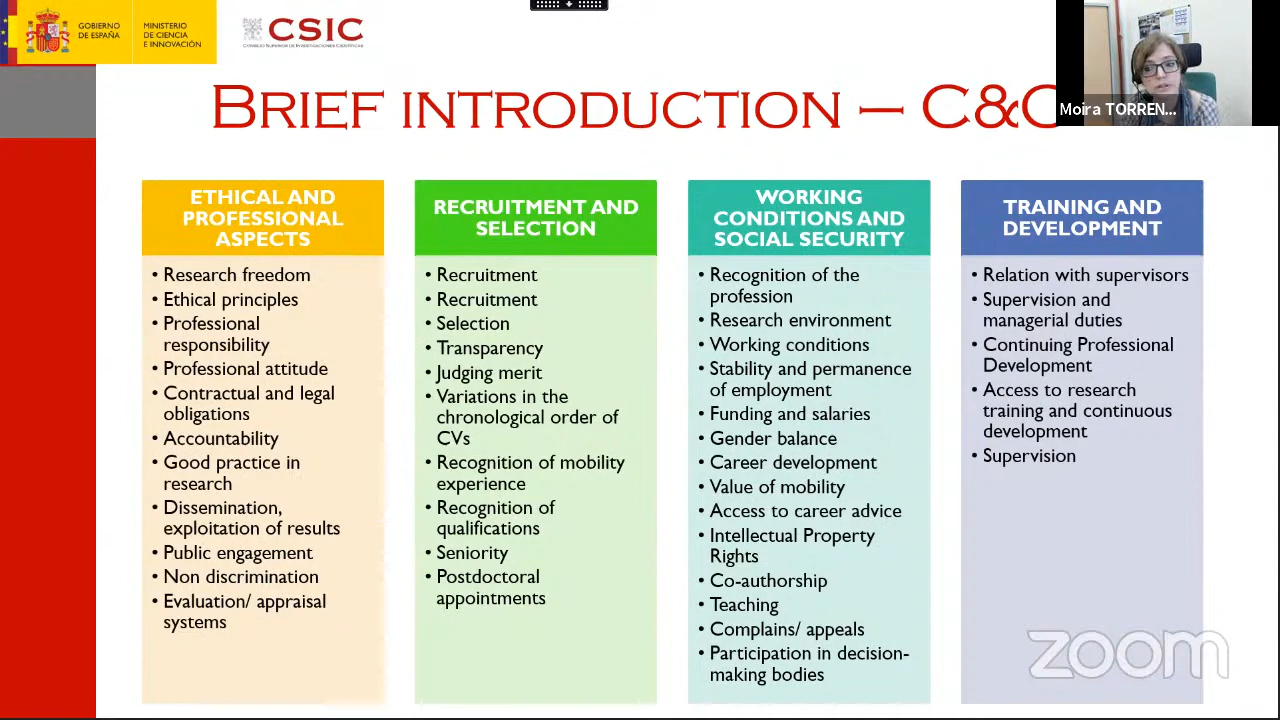 GOBIERNO
DE ESPAÑA
MINISTERIO
DE CIENCIA
E INNOVACIÓN
CSIC
CONSEJO SUPERIOR DE INVESTIGACIONES CIENTÍFICAS
Moira TORREN...
BRIEF INTRODUCTION – C&C
ETHICAL AND
PROFESSIONAL
ASPECTS
• Research freedom
• Ethical principles
• Professional
responsibility
• Professional attitude
• Contractual and legal
obligations
• Accountability
• Good practice in
research
• Dissemination,
exploitation of results
• Public engagement
• Non discrimination
• Evaluation/ appraisal
systems
RECRUITMENT AND
SELECTION
• Recruitment
• Recruitment
• Selection
• Transparency
• Judging merit
• Variations in the
chronological order of
CVs
• Recognition of mobility
experience
• Recognition of
qualifications
• Seniority
• Postdoctoral
appointments
WORKING
CONDITIONS AND
SOCIAL SECURITY
• Recognition of the
profession
• Research environment
• Working conditions
• Stability and permanence
of employment
• Funding and salaries
• Gender balance
• Career development
• Value of mobility
• Access to career advice
• Intellectual Property
Rights
• Co-authorship
• Teaching
• Complains/ appeals
• Participation in decision-
making bodies
TRAINING AND
DEVELOPMENT
• Relation with supervisors
• Supervision and
managerial duties
• Continuing Professional
Development
• Access to research
training and continuous
development
• Supervision
zoom